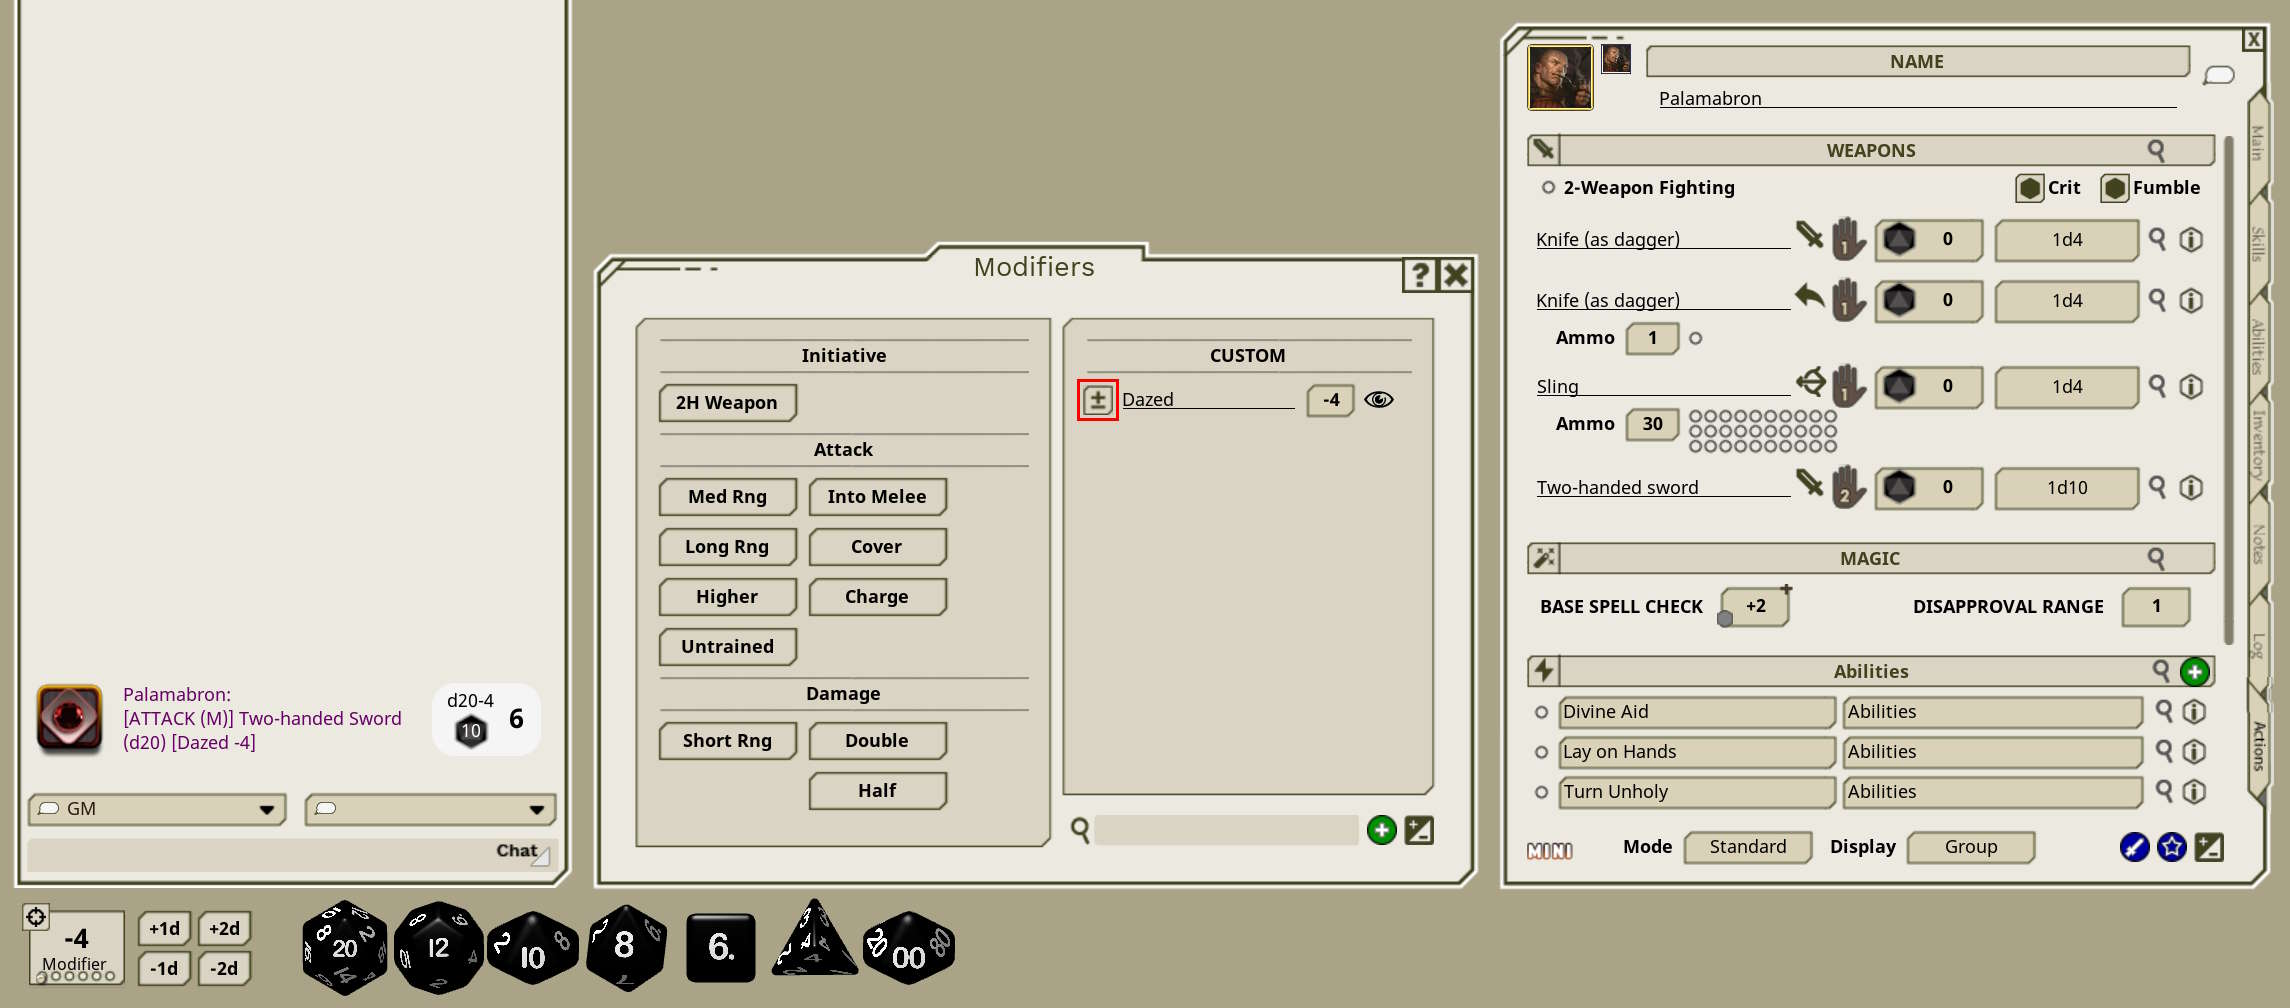 Palamabron:
[ATTACK (M)] Two-handed Sword
(d20) [Dazed -4]
d20-4
10 6
GM
Chat
-4
Modifier
+1d +2d
-1d -2d
20 12 10 8 6. 4 00
Modifiers
? X
Initiative
2H Weapon
Attack
Med Rng Into Melee
Long Rng Cover
Higher Charge
Untrained
Damage
Short Rng Double
Half
CUSTOM
± Dazed -4
X
NAME
Palamabron
WEAPONS
2-Weapon Fighting Crit Fumble
Knife (as dagger) 1 0 1d4
Knife (as dagger) 1 0 1d4
Ammo 1
Sling 1 0 1d4
Ammo 30
Two-handed sword 2 0 1d10
MAGIC
BASE SPELL CHECK +2 DISAPPROVAL RANGE 1
Abilities
Divine Aid Abilities
Lay on Hands Abilities
Turn Unholy Abilities
MINI Mode Standard Display Group
Main
Skills
Abilities
Inventory
Notes
Log
Actions